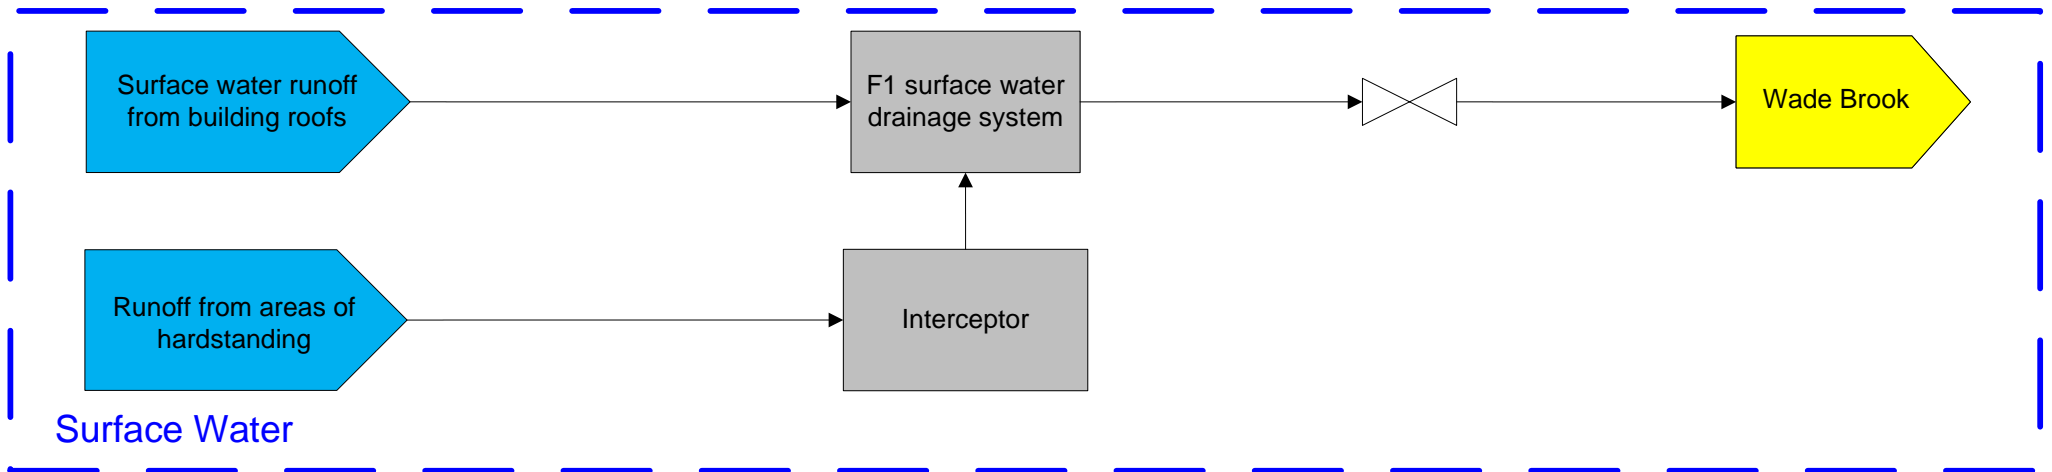 Surface water runoff
from building roofs
F1 surface water
drainage system
Wade Brook
Runoff from areas of
hardstanding
Interceptor
Surface Water